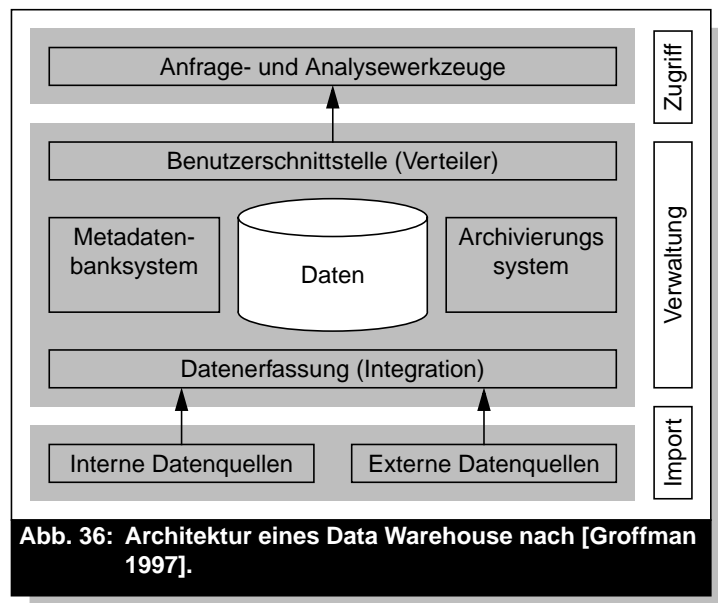 Anfrage- und Analysewerkzeuge
Zugriff
Benutzerschnittstelle (Verteiler)
Metadaten-
banksystem
Daten
Archivierungs
system
Verwaltung
Datenerfassung (Integration)
Interne Datenquellen
Externe Datenquellen
Import
Abb. 36: Architektur eines Data Warehouse nach [Groffman
1997].